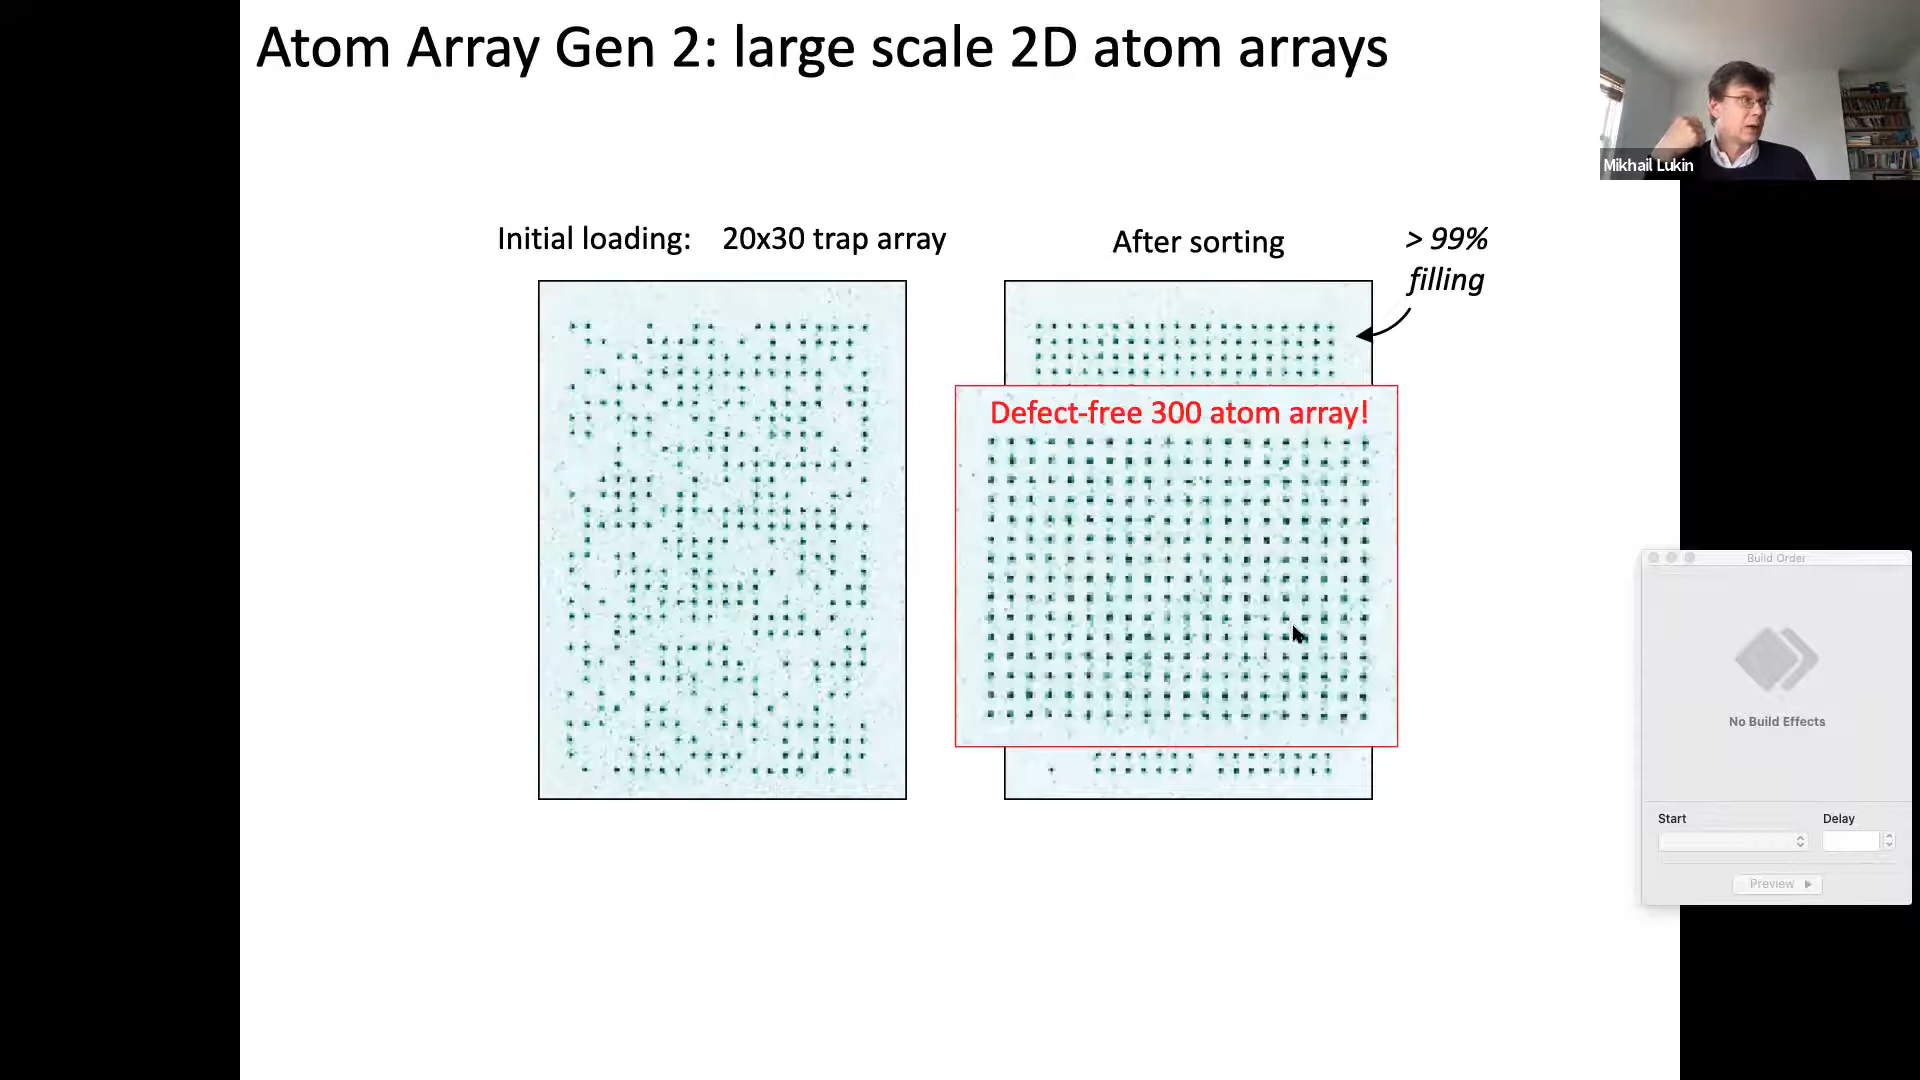 Atom Array Gen 2: large scale 2D atom arrays
Mikhail Lukin
Initial loading: 20x30 trap array
After sorting
> 99%
filling
Defect-free 300 atom array!
Build Order
No Build Effects
Start
Delay
Preview